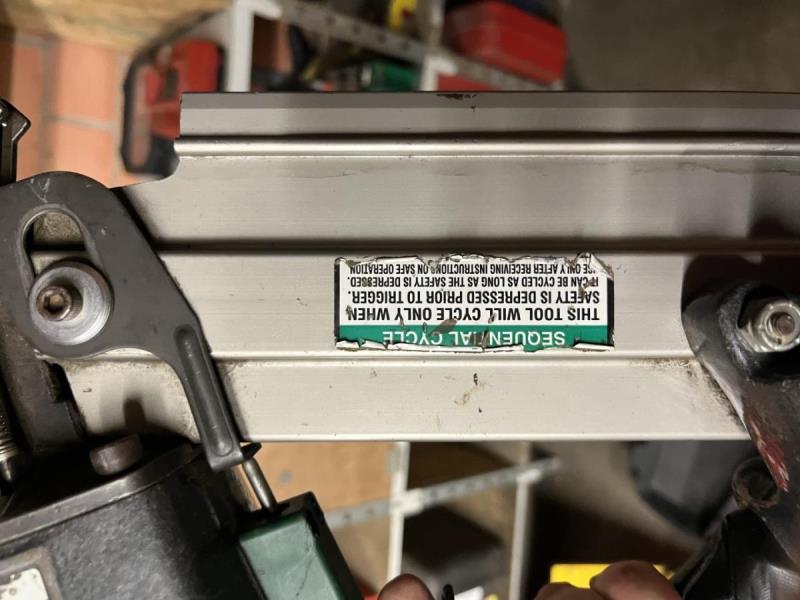 SEQUENTIAL CYCLE
THIS TOOL WILL CYCLE ONLY WHEN
SAFETY IS DEPRESSED PRIOR TO TRIGGER.
IT CAN BE CYCLED AS LONG AS THE SAFETY IS DEPRESSED.
ONLY AFTER RECEIVING INSTRUCTIONS ON SAFE OPERATION